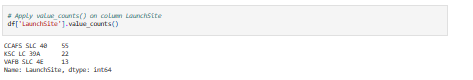 # Apply value_counts() on column LaunchSite
df['LaunchSite'].value_counts()
CCAFS SLC 40    55
KSC LC 39A      22
VAFB SLC 4E     13
Name: LaunchSite, dtype: int64